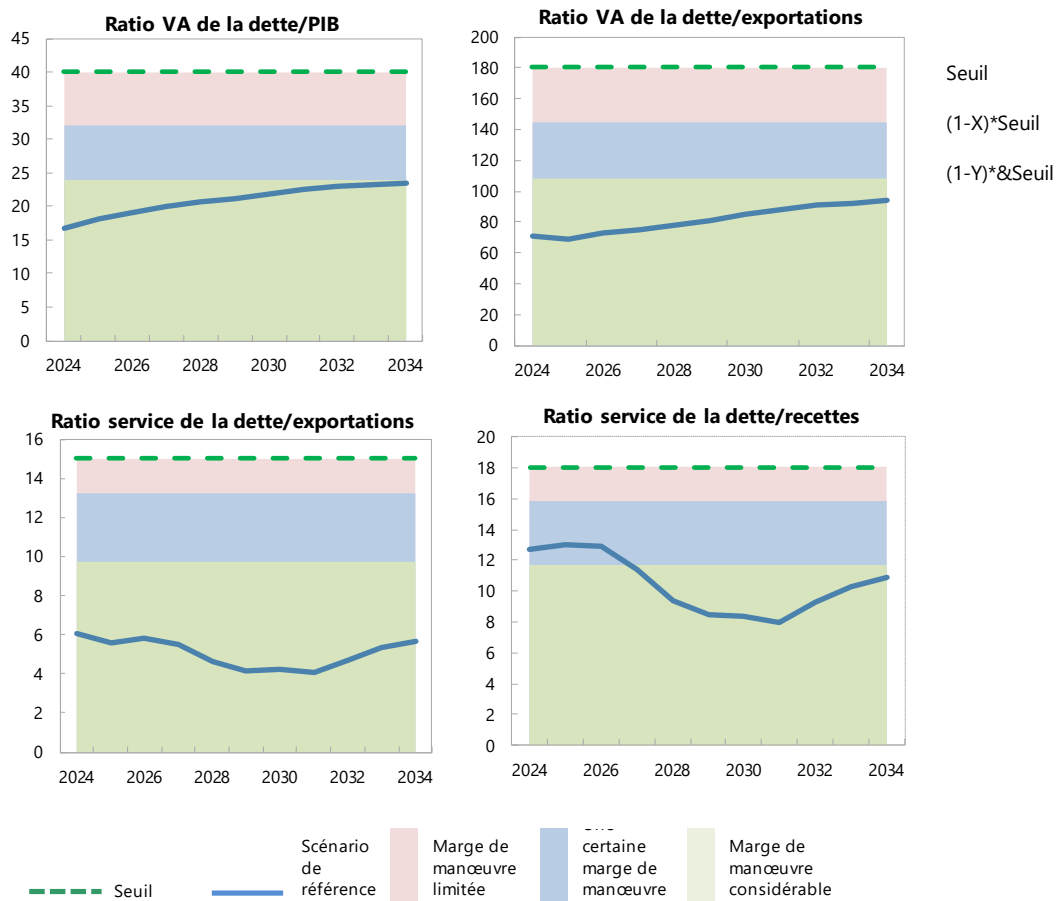 Ratio VA de la dette/PIB
45
40
35
30
25
20
15
10
5
0
2024 2026 2028 2030 2032 2034
Ratio VA de la dette/exportations
200
180
160
140
120
100
80
60
40
20
0
2024 2026 2028 2030 2032 2034
Seuil
(1-X)*Seuil
(1-Y)*&Seuil
Ratio service de la dette/exportations
16
14
12
10
8
6
4
2
0
2024 2026 2028 2030 2032 2034
Ratio service de la dette/recettes
20
18
16
14
12
10
8
6
4
2
0
2024 2026 2028 2030 2032 2034
Seuil
Scénario
de
référence
Marge de
manœuvre
limitée
certaine
marge de
manœuvre
Marge de
manœuvre
considérable